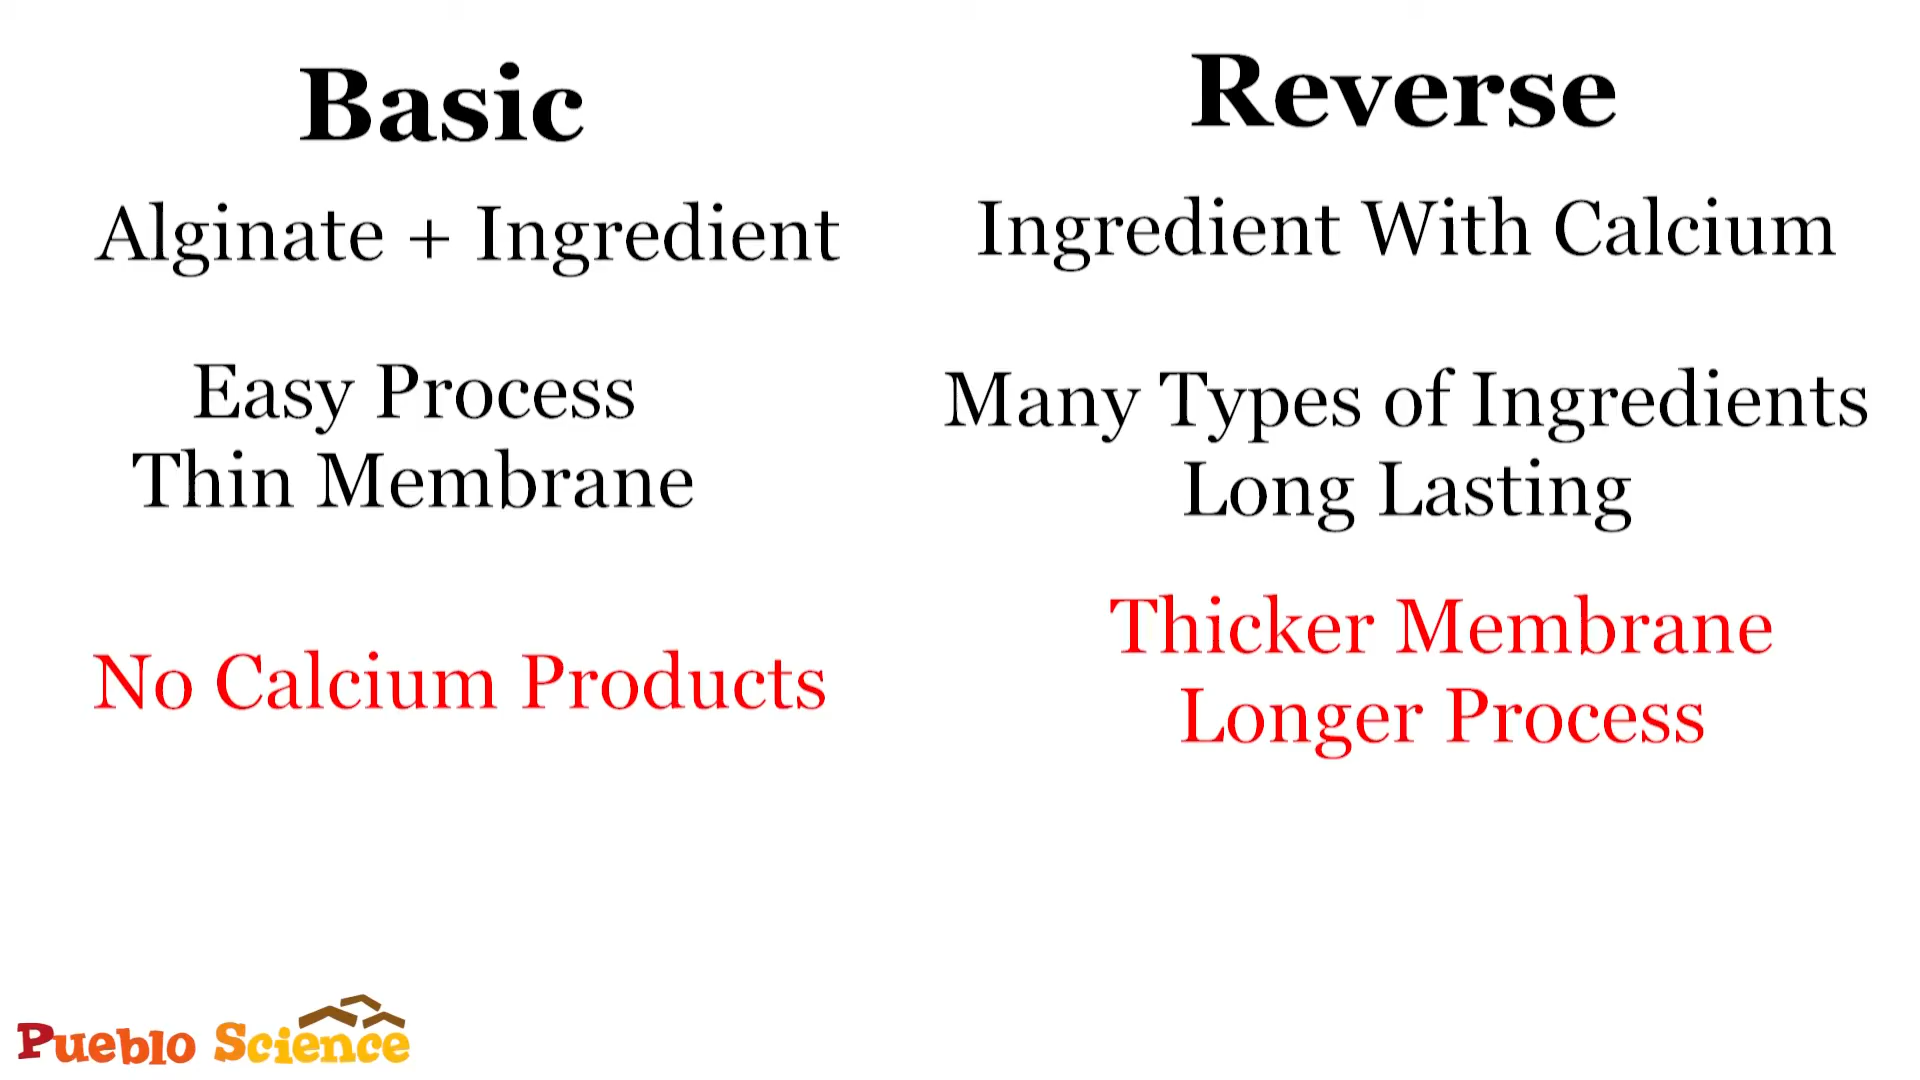 Basic
Alginate + Ingredient
Easy Process
Thin Membrane
No Calcium Products
Reverse
Ingredient With Calcium
Many Types of Ingredients
Long Lasting
Thicker Membrane
Longer Process
Pueblo Science